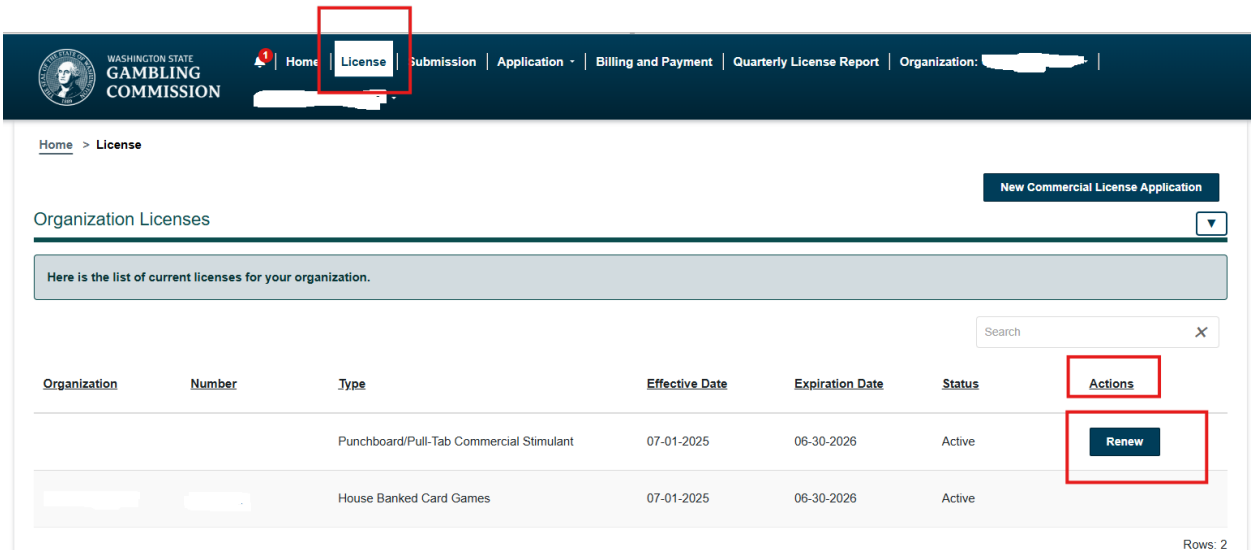 WASHINGTON STATE
GAMBLING
COMMISSION
1 | Home | License | Submission | Application | Billing and Payment | Quarterly License Report | Organization: |
Home > License
New Commercial License Application
Organization Licenses
Here is the list of current licenses for your organization.
Search
Organization Number Type Effective Date Expiration Date Status Actions
Punchboard/Pull-Tab Commercial Stimulant 07-01-2025 06-30-2026 Active Renew
House Banked Card Games 07-01-2025 06-30-2026 Active
Rows: 2